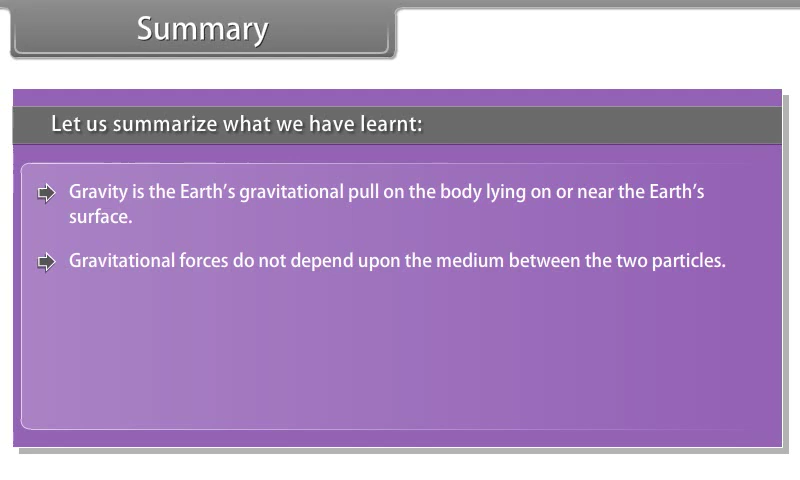 Summary
Let us summarize what we have learnt:
Gravity is the Earth's gravitational pull on the body lying on or near the Earth's
surface.
Gravitational forces do not depend upon the medium between the two particles.